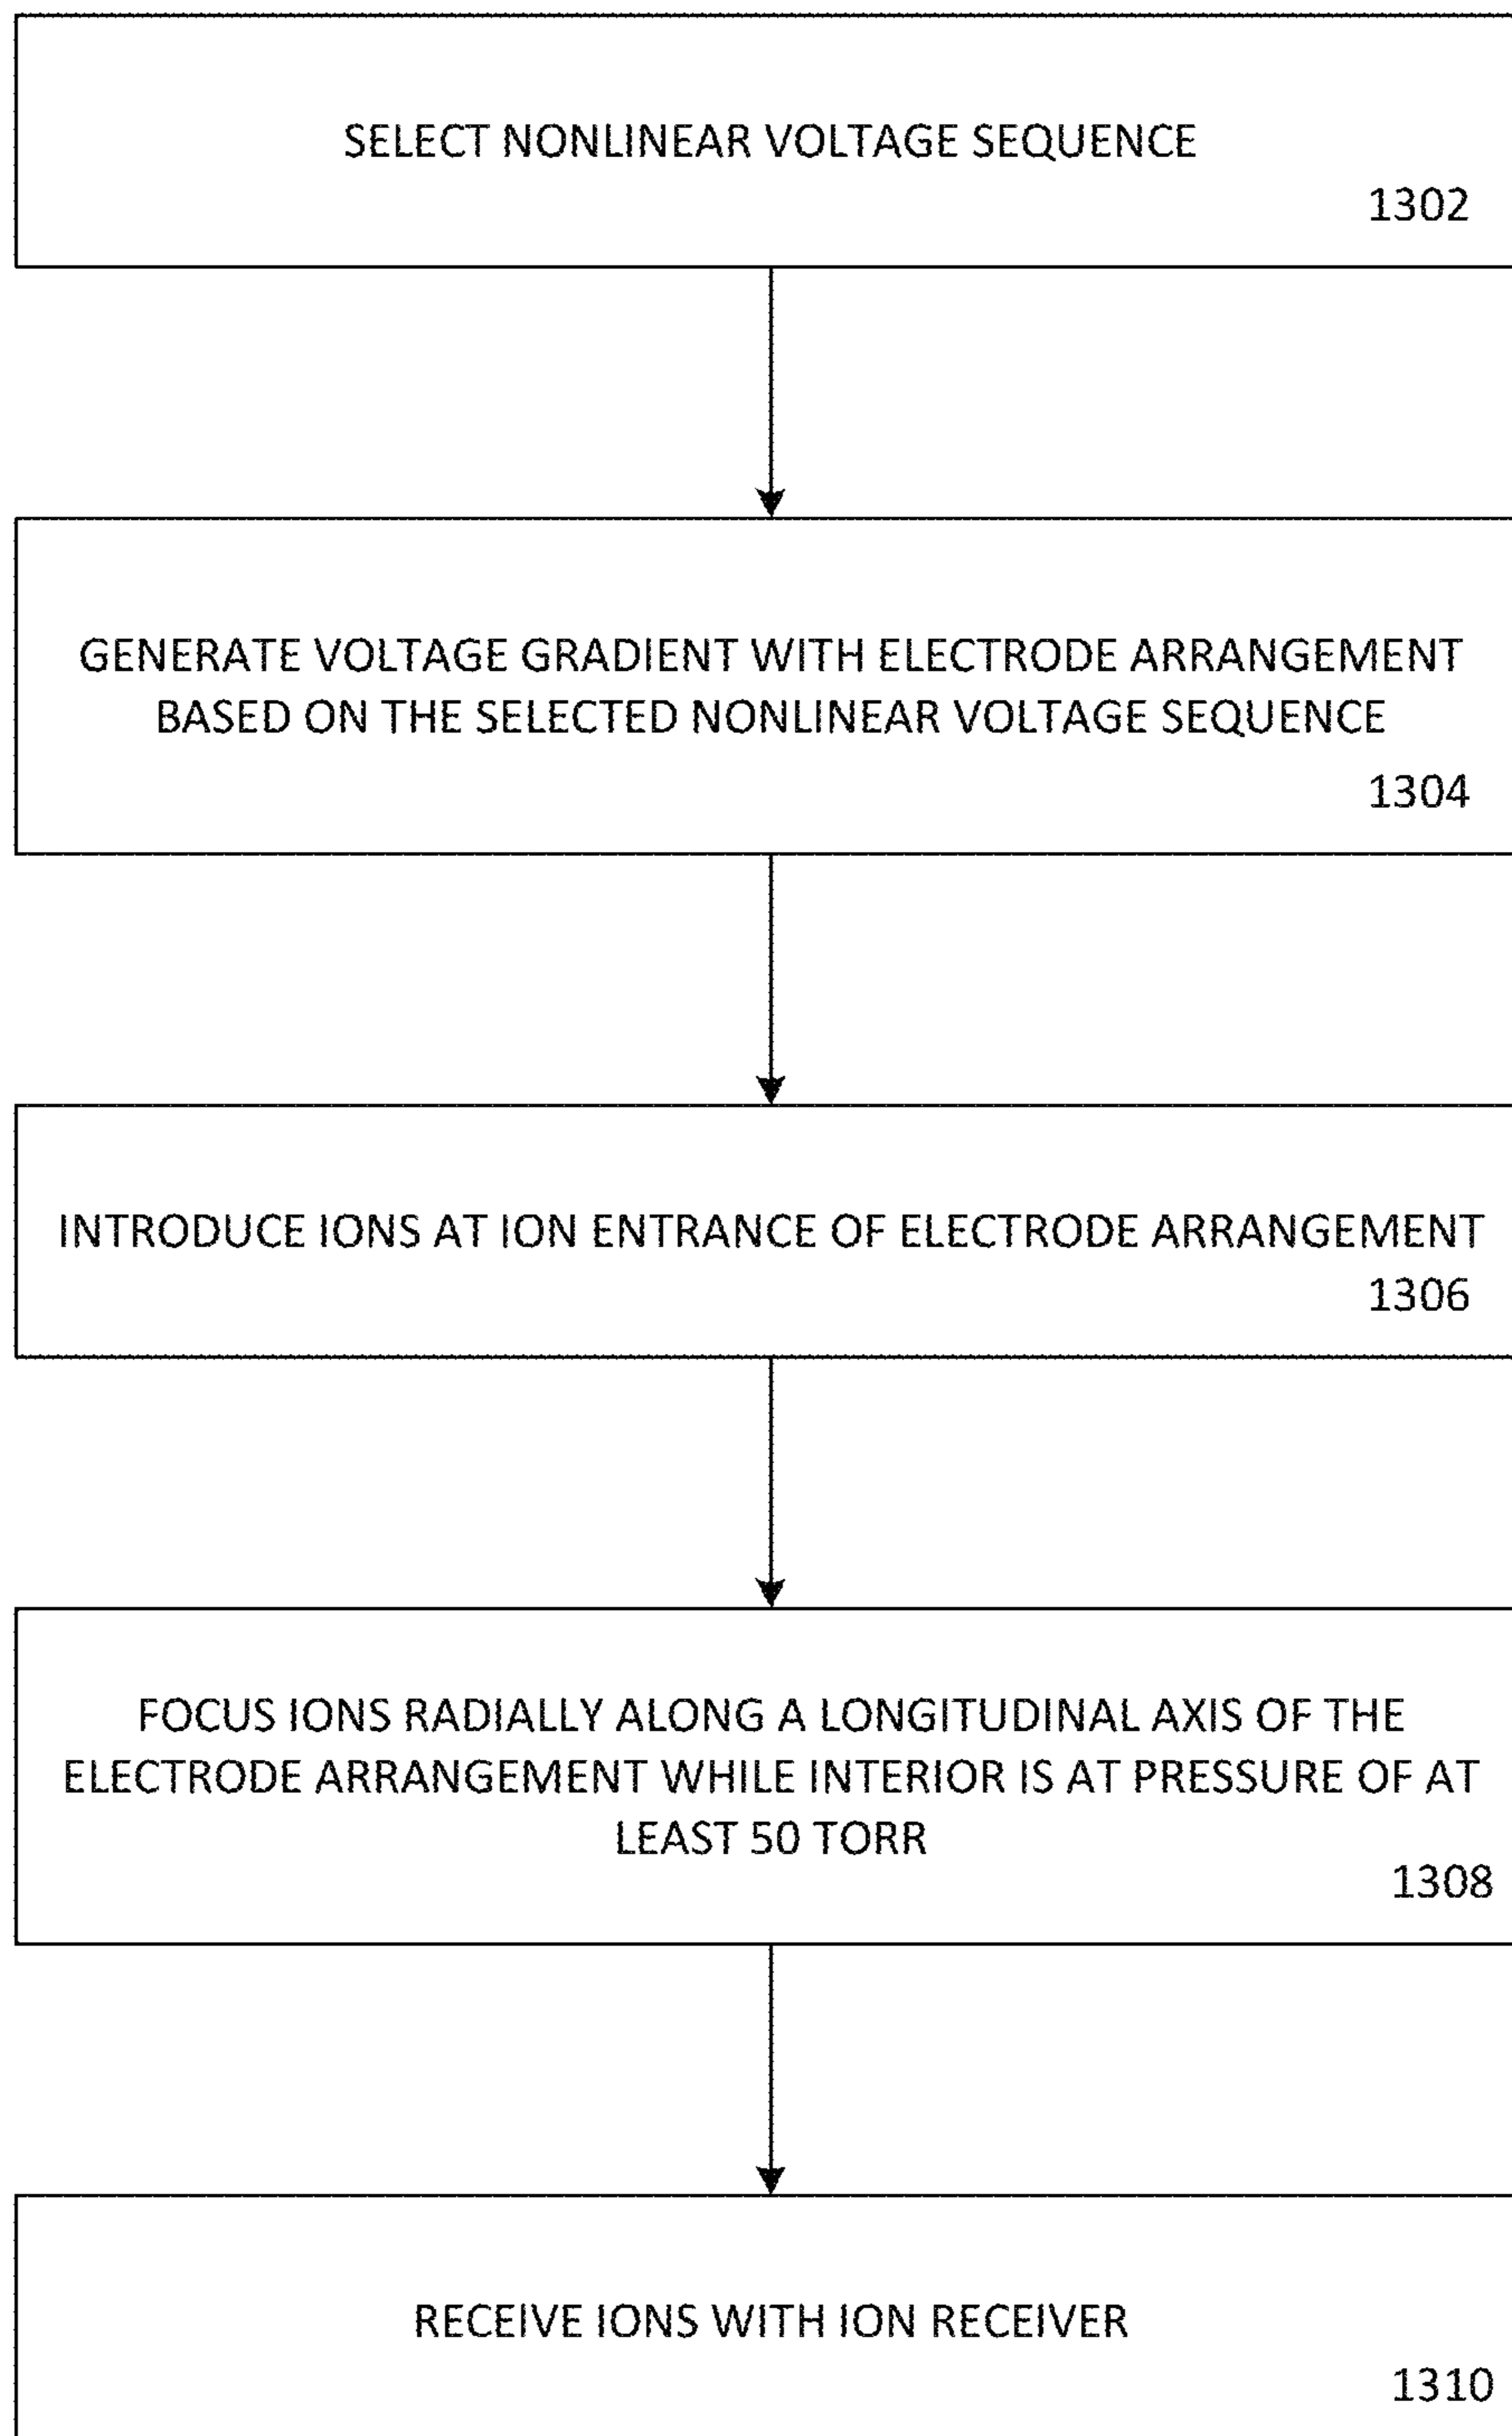 SELECT NONLINEAR VOLTAGE SEQUENCE
1302
GENERATE VOLTAGE GRADIENT WITH ELECTRODE ARRANGEMENT
BASED ON THE SELECTED NONLINEAR VOLTAGE SEQUENCE
1304
INTRODUCE IONS AT ION ENTRANCE OF ELECTRODE ARRANGEMENT
1306
FOCUS IONS RADIALLY ALONG A LONGITUDINAL AXIS OF THE
ELECTRODE ARRANGEMENT WHILE INTERIOR IS AT PRESSURE OF AT
LEAST 50 TORR
1308
RECEIVE IONS WITH ION RECEIVER
1310